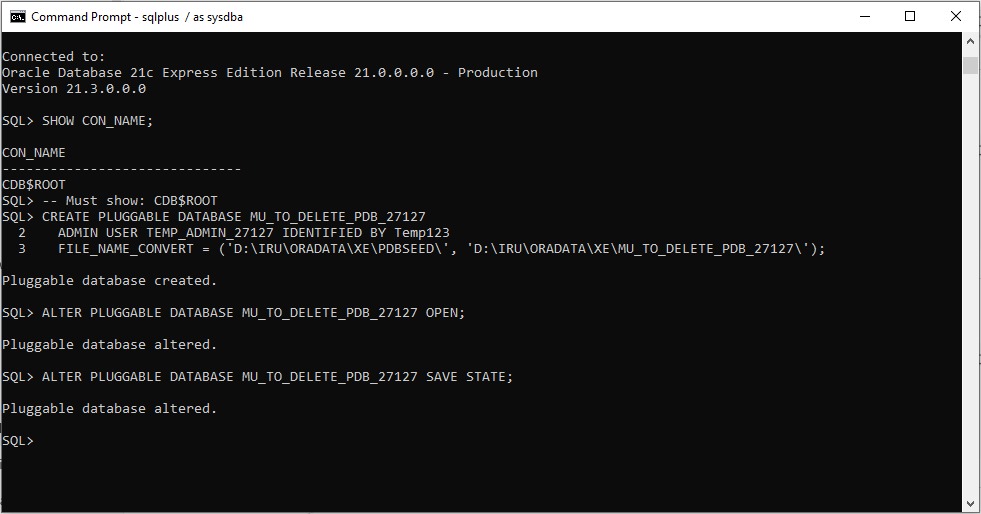 Command Prompt - sqlplus / as sysdba
Connected to:
Oracle Database 21c Express Edition Release 21.0.0.0.0 - Production
Version 21.3.0.0.0
SQL> SHOW CON_NAME;
CON_NAME
------------------------------
CDB$ROOT
SQL> -- Must show: CDB$ROOT
SQL> CREATE PLUGGABLE DATABASE MU_TO_DELETE_PDB_27127
2 ADMIN USER TEMP_ADMIN_27127 IDENTIFIED BY Temp123
3 FILE_NAME_CONVERT = ('D:\IRU\ORADATA\XE\PDBSEED\', 'D:\IRU\ORADATA\XE\MU_TO_DELETE_PDB_27127\');
Pluggable database created.
SQL> ALTER PLUGGABLE DATABASE MU_TO_DELETE_PDB_27127 OPEN;
Pluggable database altered.
SQL> ALTER PLUGGABLE DATABASE MU_TO_DELETE_PDB_27127 SAVE STATE;
Pluggable database altered.
SQL>